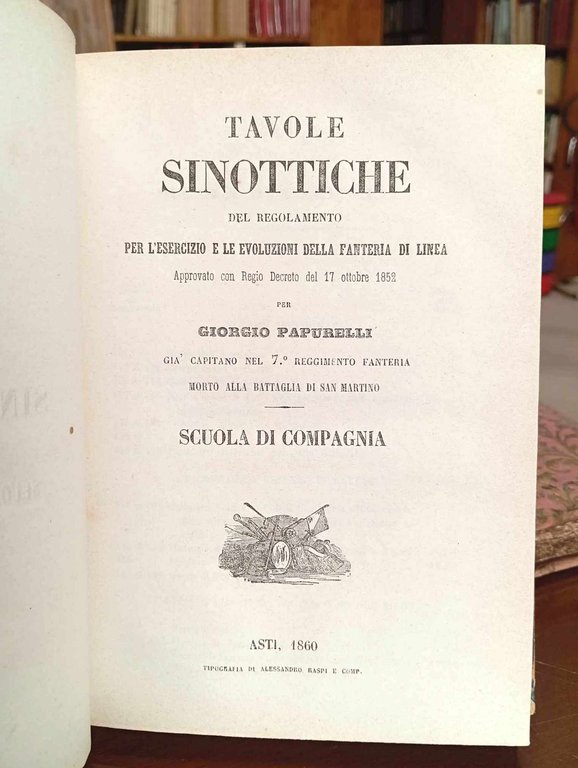 TAVOLE
SINOTTICHE
DEL REGOLAMENTO
PER L'ESERCIZIO E LE EVOLUZIONI DELLA FANTERIA DI LINEA
Approvato con Regio Decreto del 17 ottobre 1852
PER
GIORGIO PAPURELLI
GIA' CAPITANO NEL 7.º REGGIMENTO FANTERIA
MORTO ALLA BATTAGLIA DI SAN MARTINO
SCUOLA DI COMPAGNIA
ASTI, 1860
TIPOGRAFIA DI ALESSANDRO RASPI E COMP.